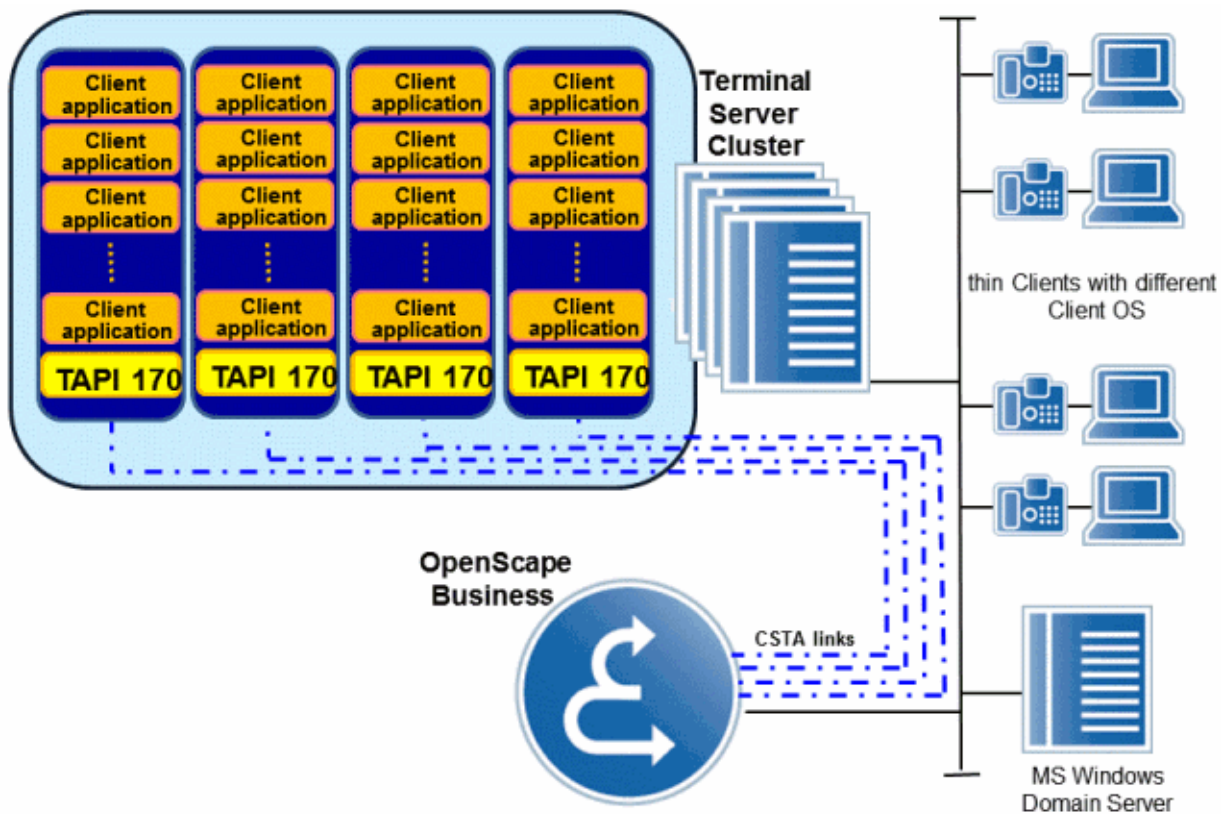 Client
application
Client
application
Client
application
Client
application
TAPI 170
Client
application
Client
application
Client
application
Client
application
TAPI 170
Client
application
Client
application
Client
application
Client
application
TAPI 170
Client
application
Client
application
Client
application
Client
application
TAPI 170
Terminal
Server
Cluster
thin Clients with different
Client OS
OpenScape
Business
CSTA links
MS Windows
Domain Server